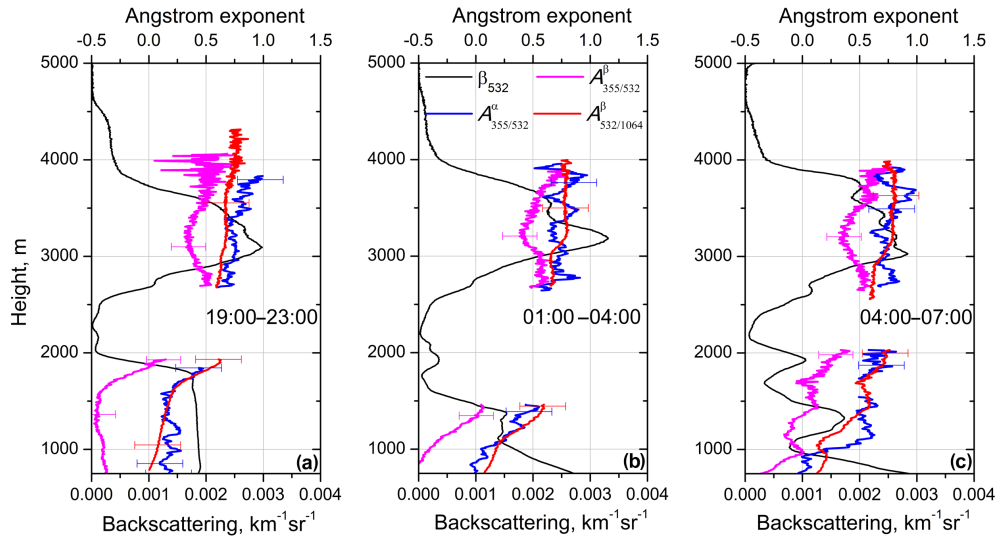 Angstrom exponent Angstrom exponent Angstrom exponent
-0.5 0.0 0.5 1.0 1.5 -0.5 0.0 0.5 1.0 1.5 -0.5 0.0 0.5 1.0 1.5
5000 5000 5000
β532 Aβ355/532
Aα355/532 Aβ532/1064
4000 4000 4000
Height, m
3000 3000 3000
19:00–23:00 01:00–04:00 04:00–07:00
2000 2000 2000
1000 1000 1000
(a) (b) (c)
0.000 0.001 0.002 0.003 0.004 0.000 0.001 0.002 0.003 0.004 0.000 0.001 0.002 0.003 0.004
Backscattering, km⁻¹sr⁻¹ Backscattering, km⁻¹sr⁻¹ Backscattering, km⁻¹sr⁻¹